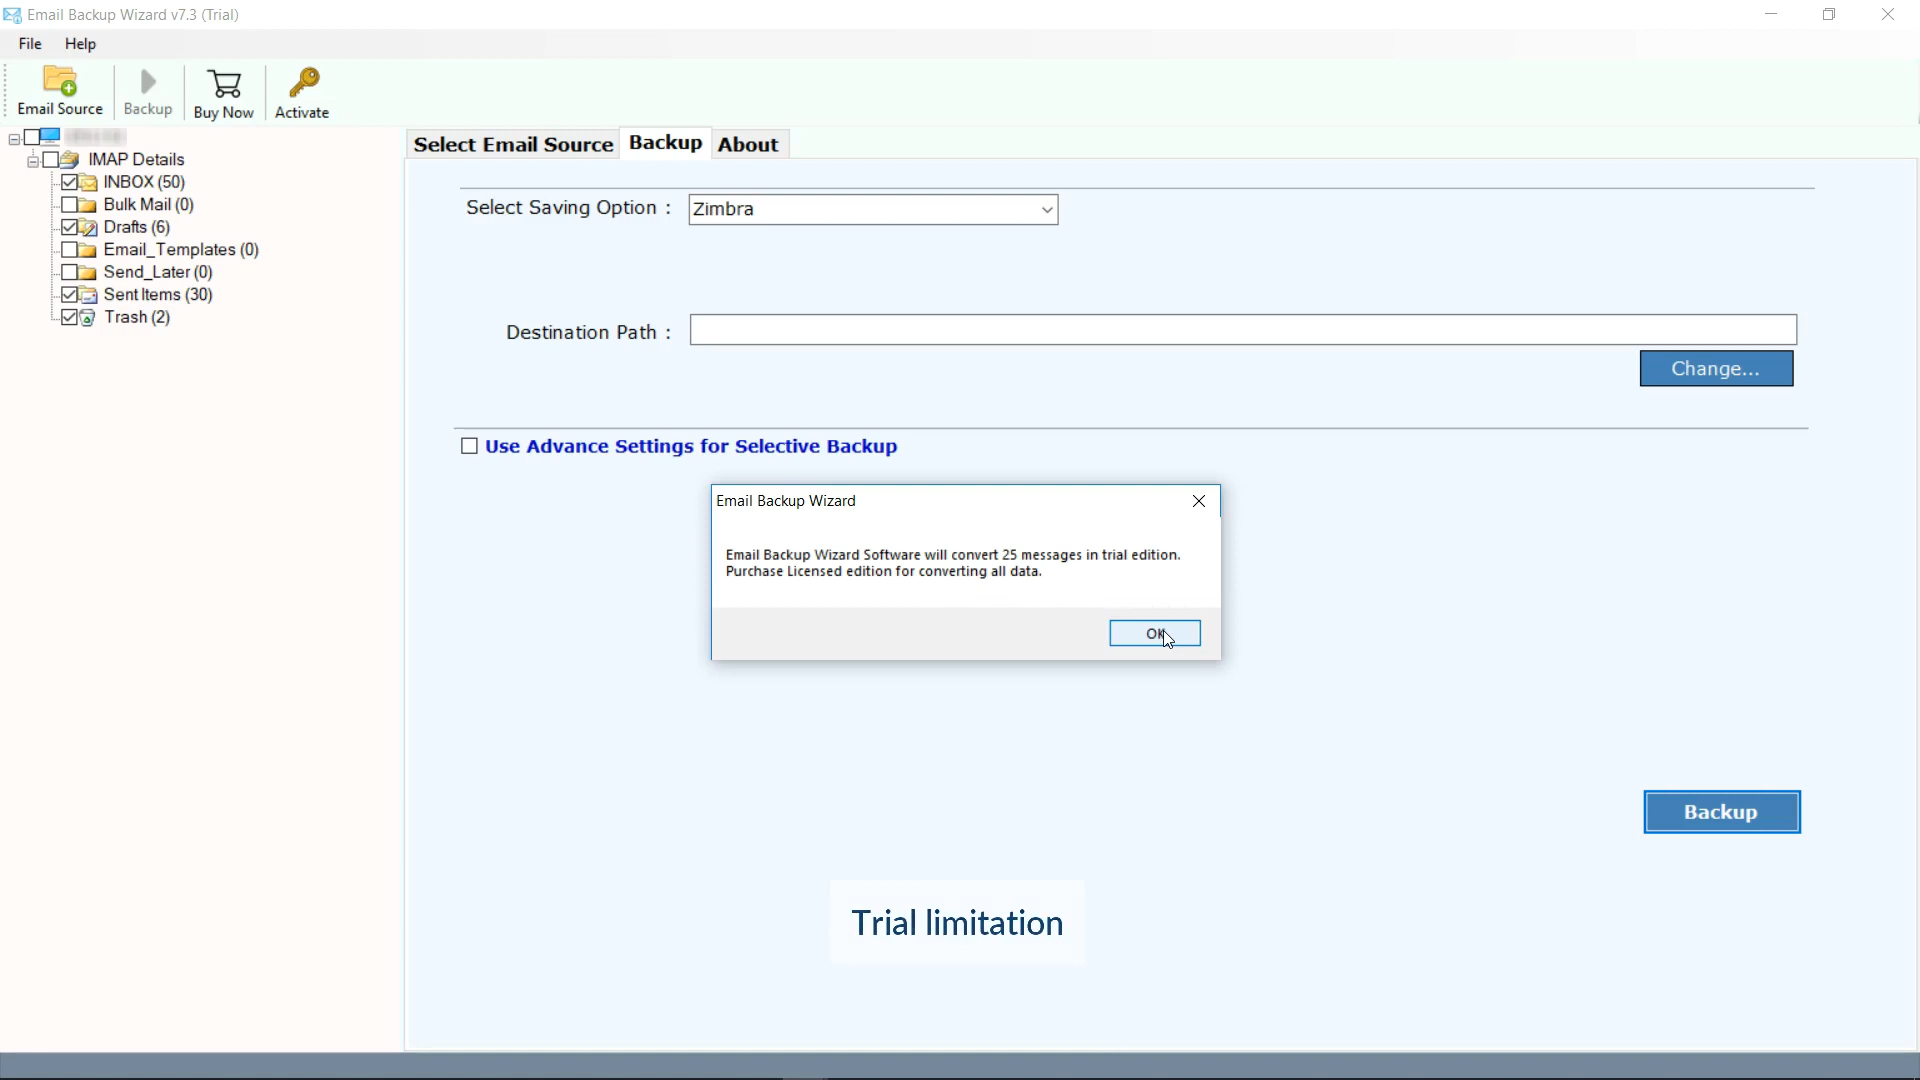 Email Backup Wizard v7.3 (Trial)
File Help
Email Source Backup Buy Now Activate
IMAP Details
INBOX (50)
Bulk Mail (0)
Drafts (6)
Email_Templates (0)
Send_Later (0)
Sent Items (30)
Trash (2)
Select Email Source Backup About
Select Saving Option : Zimbra
Destination Path :
Change...
Use Advance Settings for Selective Backup
Email Backup Wizard
Email Backup Wizard Software will convert 25 messages in trial edition.
Purchase Licensed edition for converting all data.
OK
Backup
Trial limitation